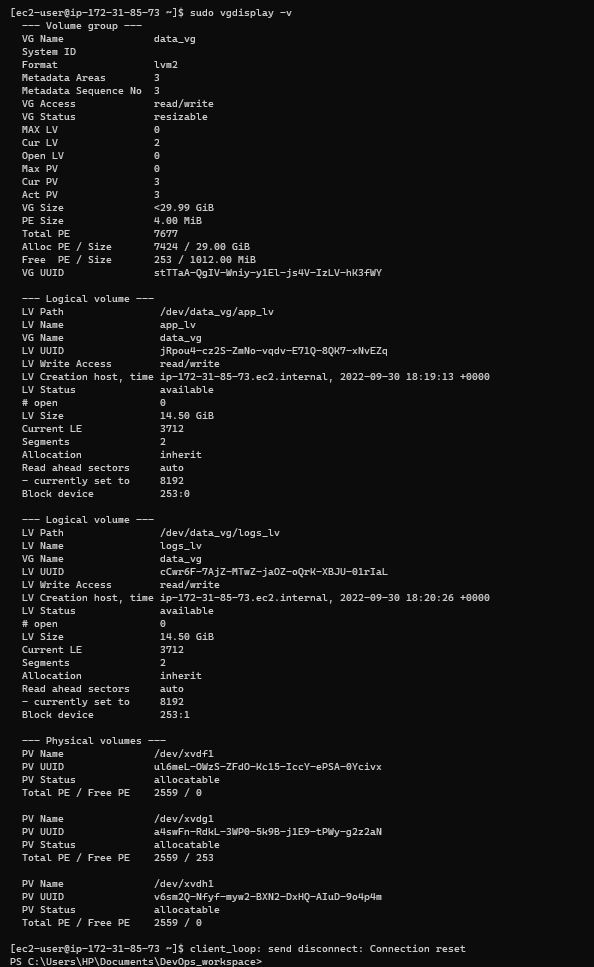 [ec2-user@ip-172-31-85-73 ~]$ sudo vgdisplay -v
--- Volume group ---
VG Name               data_vg
System ID
Format                lvm2
Metadata Areas        3
Metadata Sequence No  3
VG Access             read/write
VG Status             resizable
MAX LV                0
Cur LV                2
Open LV               0
Max PV                0
Cur PV                3
Act PV                3
VG Size               <29.99 GiB
PE Size               4.00 MiB
Total PE              7677
Alloc PE / Size       7424 / 29.00 GiB
Free  PE / Size       253 / 1012.00 MiB
VG UUID               stTTaA-QgIV-Wniy-y1El-js4V-IzLV-hK3fWY

--- Logical volume ---
LV Path                /dev/data_vg/app_lv
LV Name                app_lv
VG Name                data_vg
LV UUID                jRpou4-cz2S-ZmNo-vqdv-E71Q-8QK7-xNvEZq
LV Write Access        read/write
LV Creation host, time ip-172-31-85-73.ec2.internal, 2022-09-30 18:19:13 +0000
LV Status              available
# open                 0
LV Size                14.50 GiB
Current LE             3712
Segments               2
Allocation             inherit
Read ahead sectors     auto
- currently set to     8192
Block device           253:0

--- Logical volume ---
LV Path                /dev/data_vg/logs_lv
LV Name                logs_lv
VG Name                data_vg
LV UUID                cCwr6F-7AjZ-MTwZ-jaOZ-oQrK-XBJU-01rIaL
LV Write Access        read/write
LV Creation host, time ip-172-31-85-73.ec2.internal, 2022-09-30 18:20:26 +0000
LV Status              available
# open                 0
LV Size                14.50 GiB
Current LE             3712
Segments               2
Allocation             inherit
Read ahead sectors     auto
- currently set to     8192
Block device           253:1

--- Physical volumes ---
PV Name               /dev/xvdf1
PV UUID               ul6meL-OWzS-ZFdO-Kc15-IccY-ePSA-0Ycivx
PV Status             allocatable
Total PE / Free PE    2559 / 0

PV Name               /dev/xvdg1
PV UUID               a4swFn-RdkL-3WP0-5k9B-j1E9-tPWy-g2z2aN
PV Status             allocatable
Total PE / Free PE    2559 / 253

PV Name               /dev/xvdh1
PV UUID               v6sm2Q-Nfyf-myw2-BXN2-DxHQ-AIuD-9o4p4m
PV Status             allocatable
Total PE / Free PE    2559 / 0

[ec2-user@ip-172-31-85-73 ~]$ client_loop: send disconnect: Connection reset
PS C:\Users\HP\Documents\DevOps_workspace>